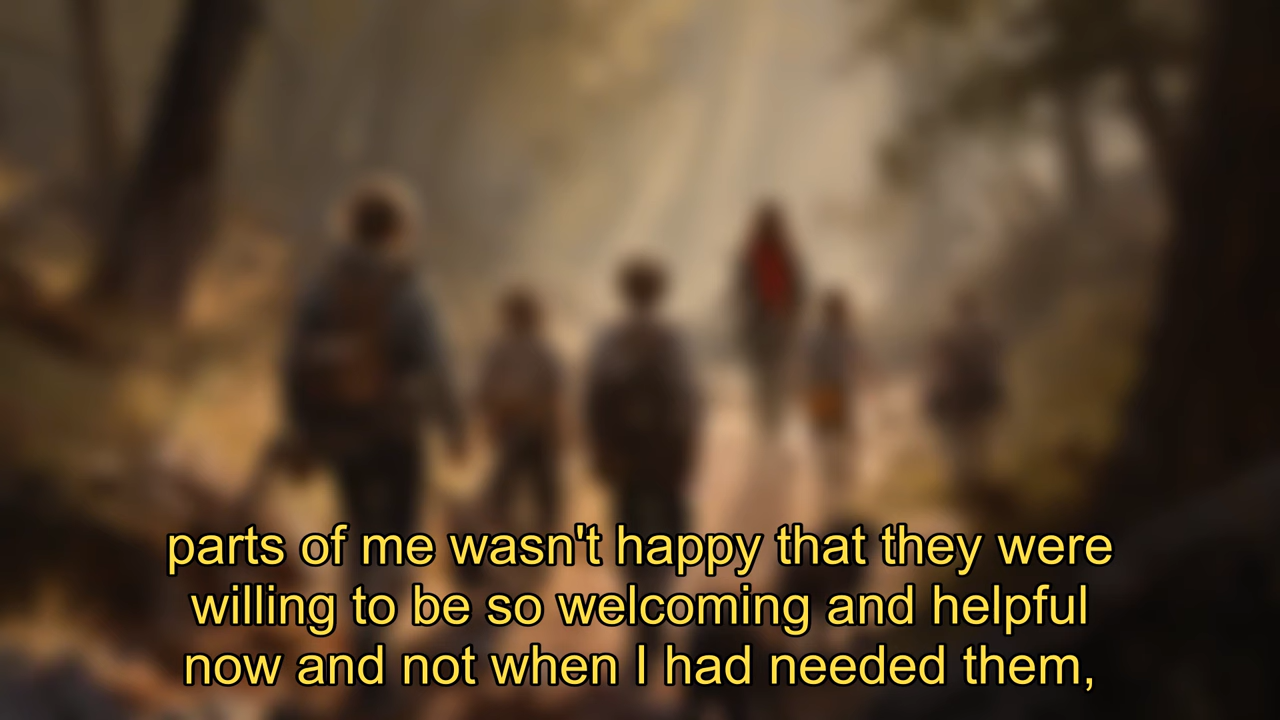 parts of me wasn't happy that they were
willing to be so welcoming and helpful
now and not when I had needed them,